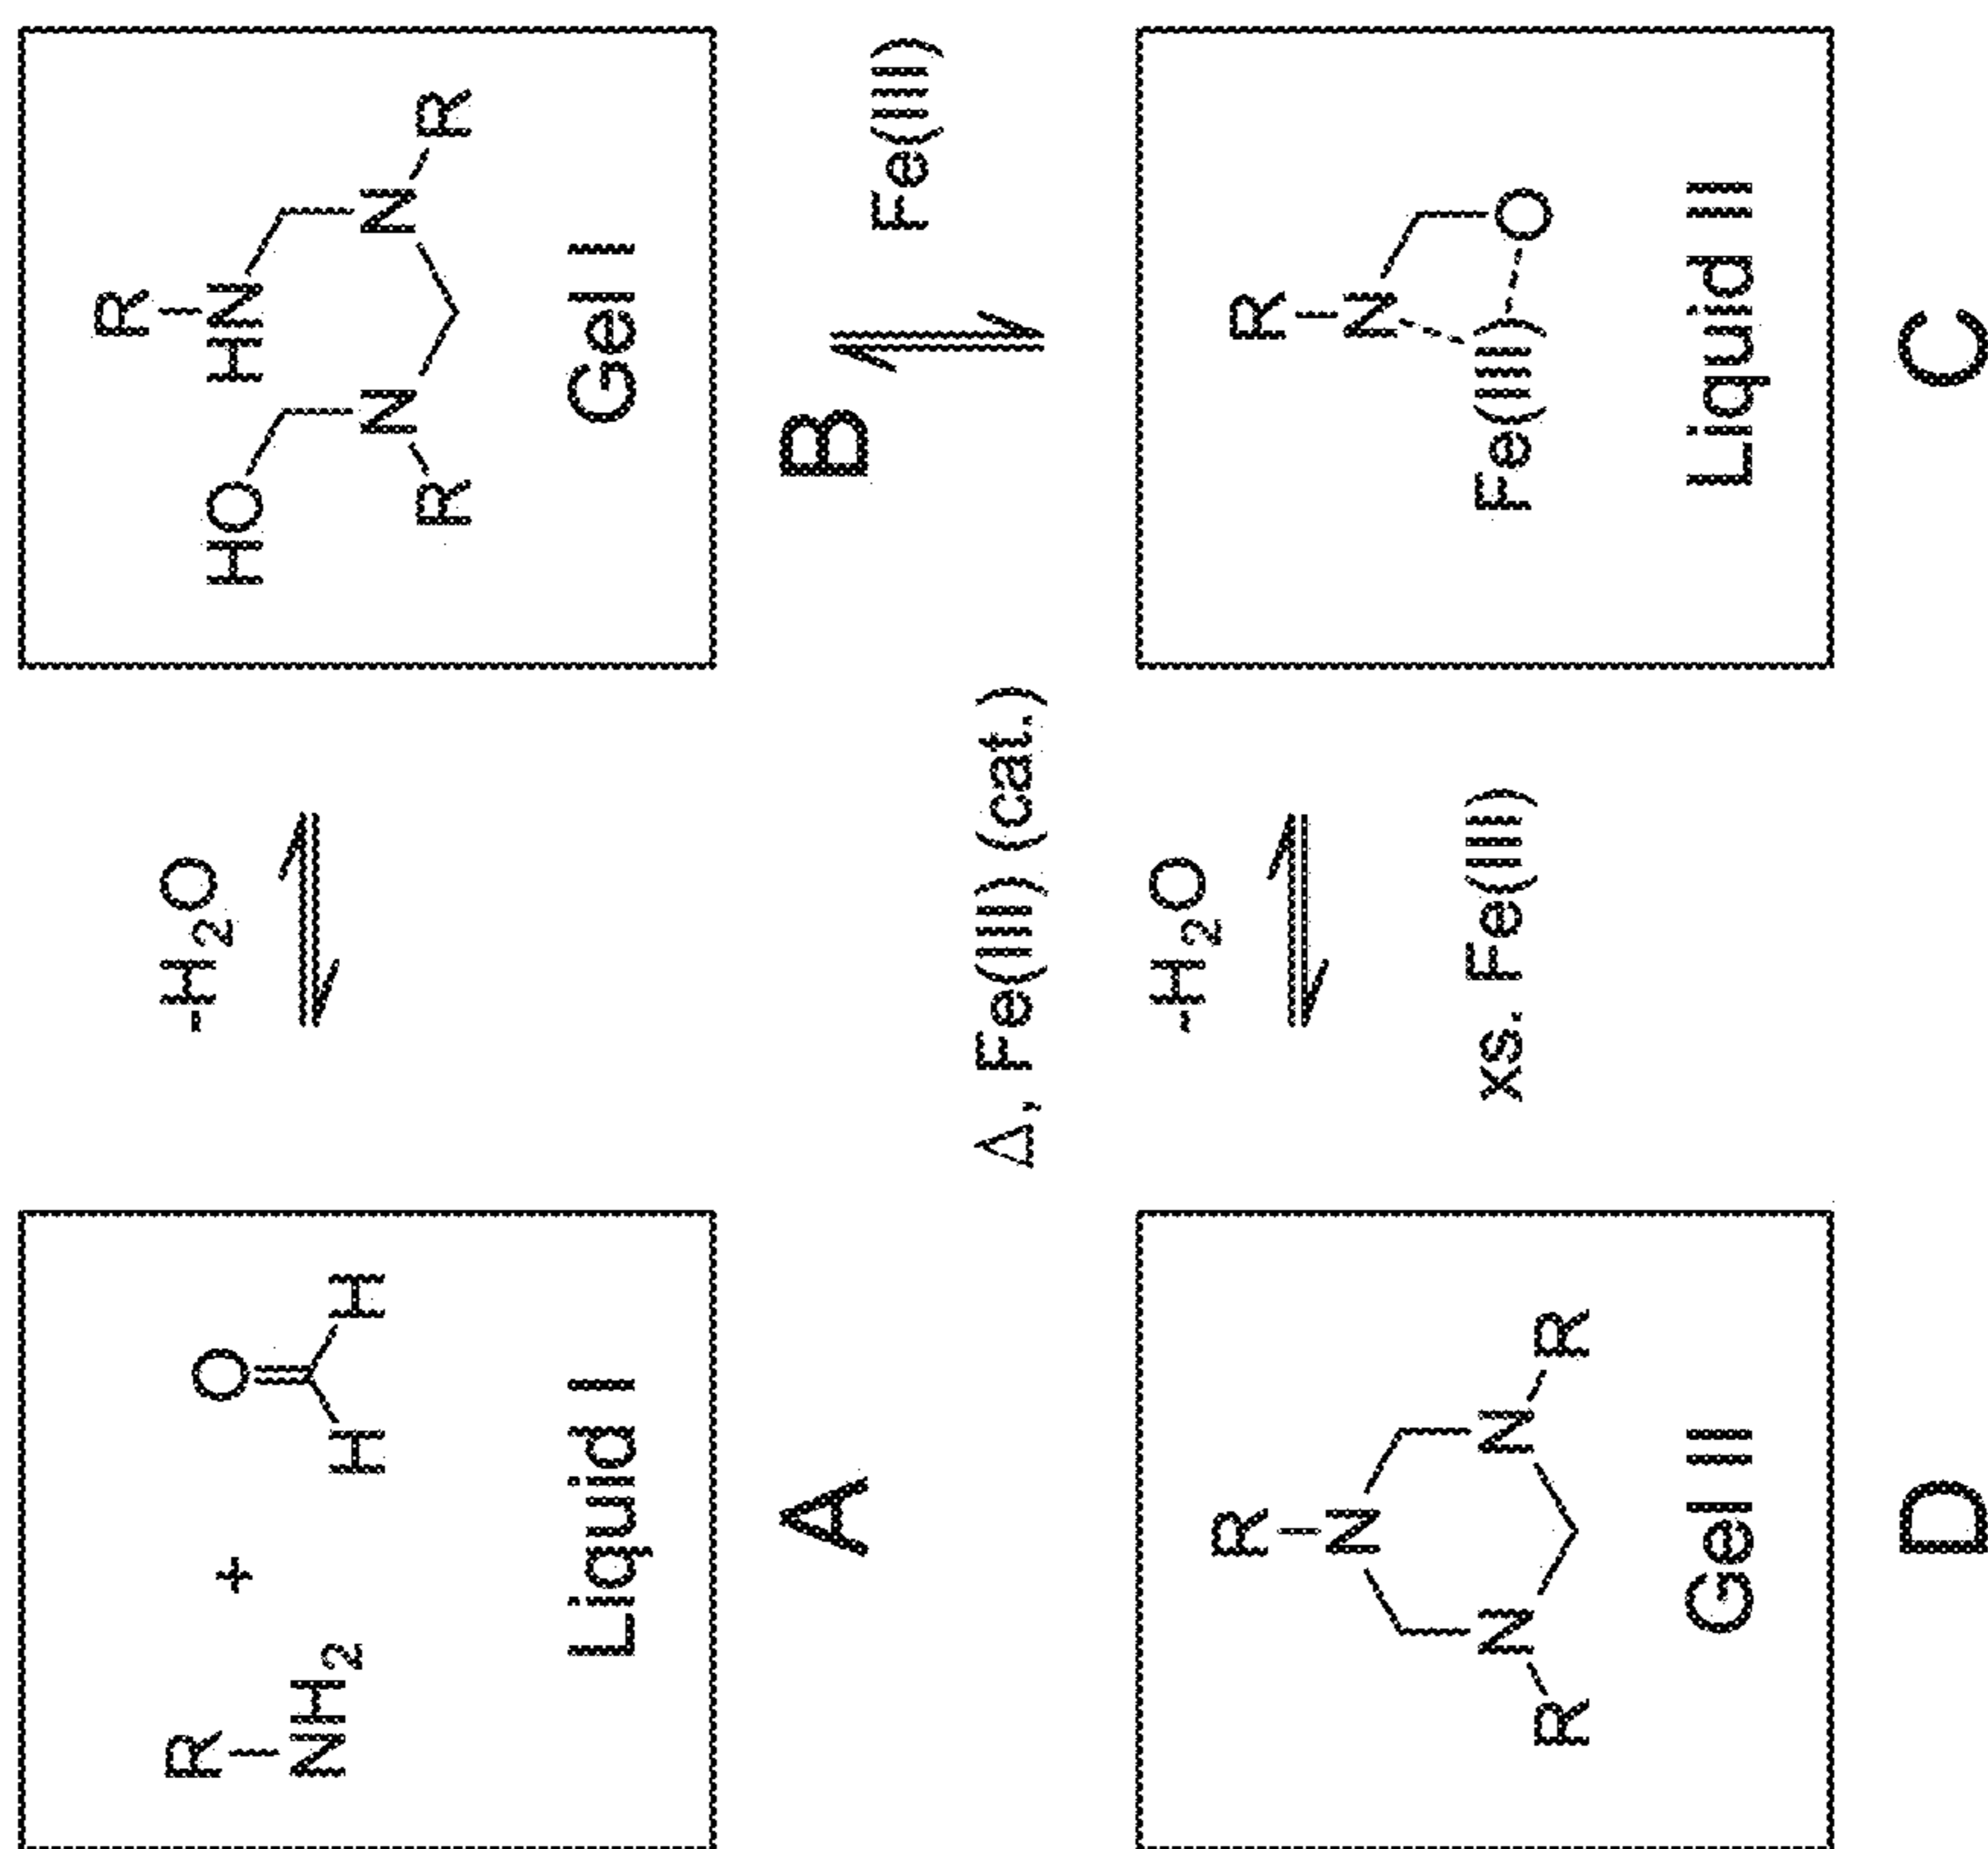 R
NH₂
+
O
H H
Liquid I
A
-H₂O
R
HO HN
N N
R R
Gel I
B
Fe(III)
Δ, Fe(III) (cat.)
-H₂O
xs. Fe(III)
R
N
N N
R R
Gel II
D
R
N
Fe(III) O
Liquid II
C